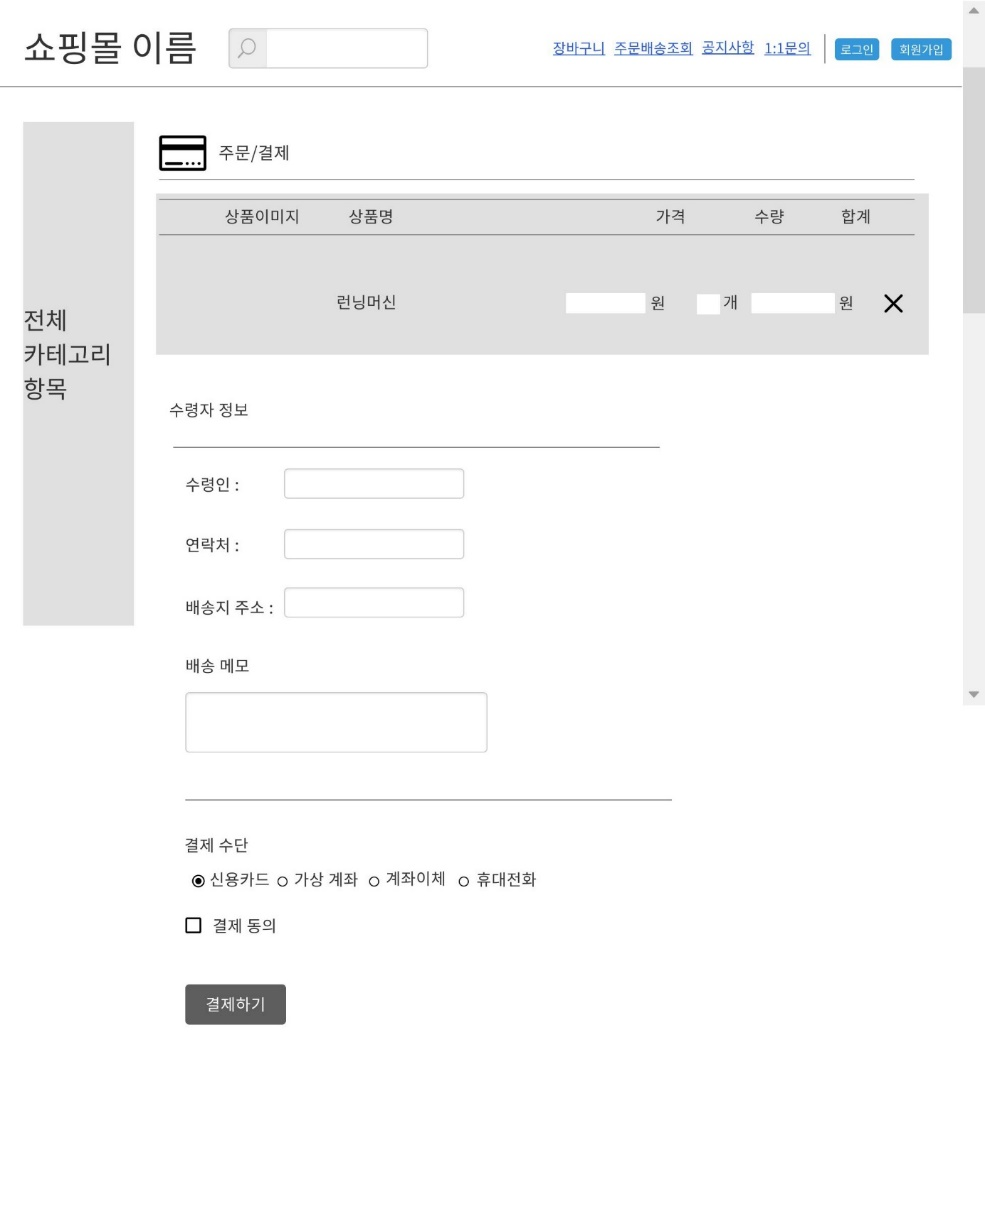 쇼핑몰 이름
장바구니 주문배송조회 공지사항 1:1문의 로그인 회원가입
주문/결제
상품이미지 상품명 가격 수량 합계
런닝머신 원 개 원
전체
카테고리
항목
수령자 정보
수령인 :
연락처 :
배송지 주소 :
배송 메모
결제 수단
신용카드 가상 계좌 계좌이체 휴대전화
결제 동의
결제하기